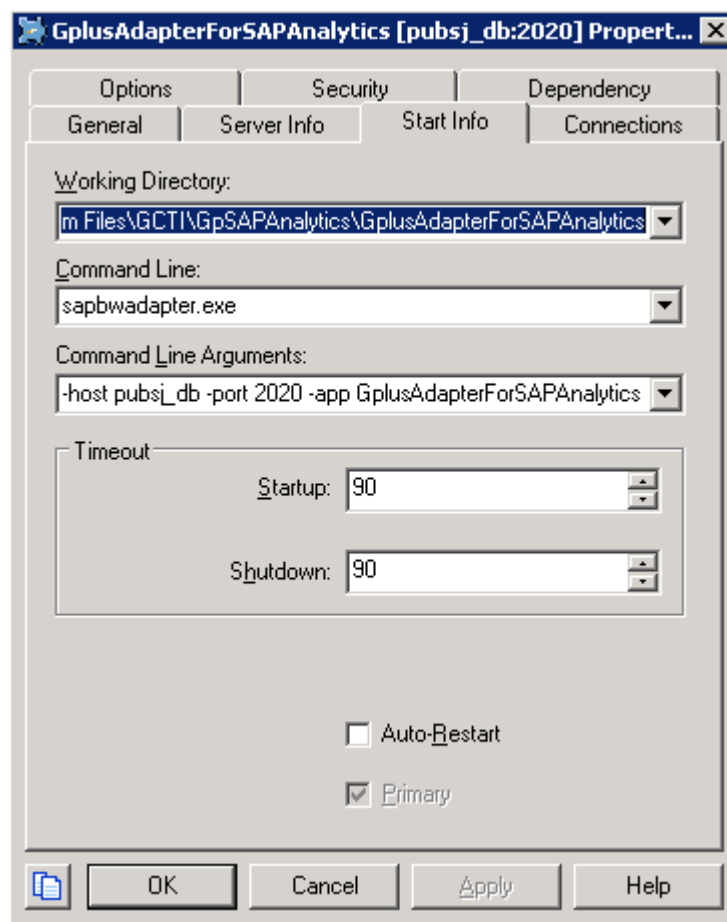 GplusAdapterForSAPAnalytics [pubsj_db:2020] Propert...
Options Security Dependency
General Server Info Start Info Connections
Working Directory:
m Files\GCTI\GpSAPAnalytics\GplusAdapterForSAPAnalytics
Command Line:
sapbwadapter.exe
Command Line Arguments:
-host pubsj_db -port 2020 -app GplusAdapterForSAPAnalytics
Timeout
Startup: 90
Shutdown: 90
Auto-Restart
Primary
OK Cancel Apply Help